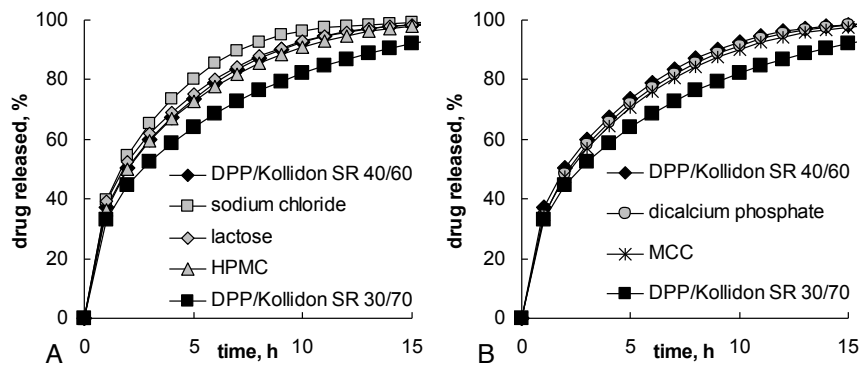 100
80
60
40
20
0
drug released, %
DPP/Kollidon SR 40/60
sodium chloride
lactose
HPMC
DPP/Kollidon SR 30/70
0 5 10 15
A
time, h
100
80
60
40
20
0
drug released, %
DPP/Kollidon SR 40/60
dicalcium phosphate
MCC
DPP/Kollidon SR 30/70
0 5 10 15
B
time, h